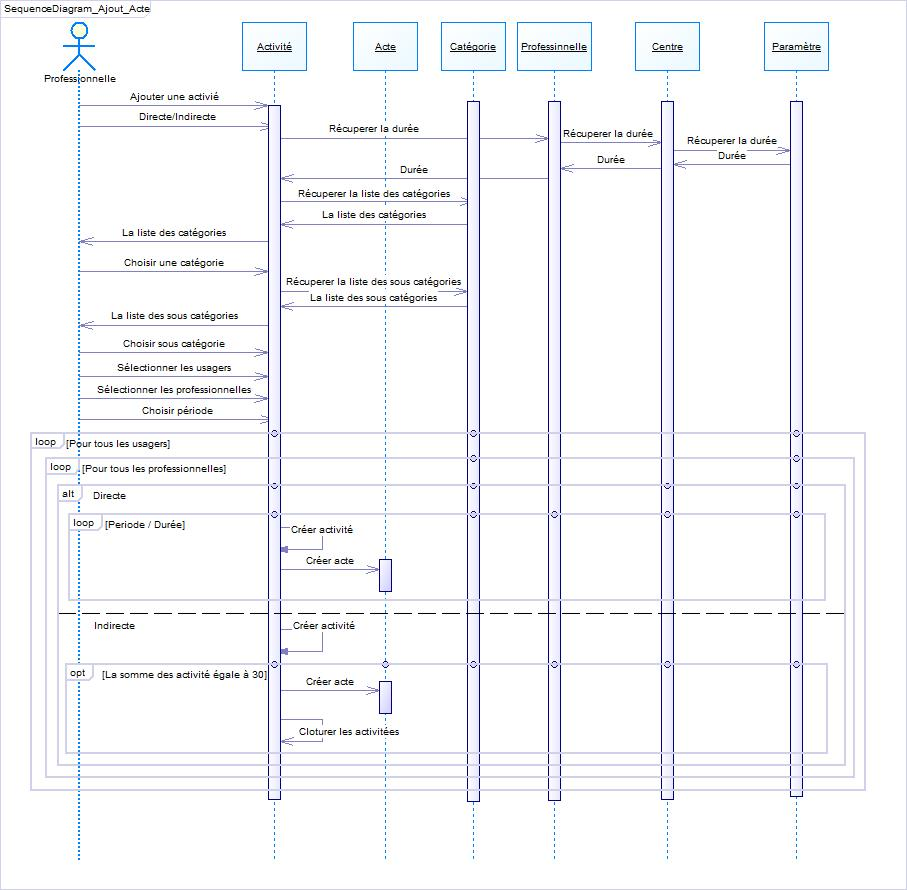 SequenceDiagram_Ajout_Acte
Professionnelle
Activité
Acte
Catégorie
Professinnelle
Centre
Paramètre
Ajouter une activié
Directe/Indirecte
Récuperer la durée
Récuperer la durée
Récuperer la durée
Durée
Durée
Durée
Récuperer la liste des catégories
La liste des catégories
La liste des catégories
Choisir une catégorie
Récuperer la liste des sous catégories
La liste des sous catégories
La liste des sous catégories
Choisir sous catégorie
Sélectionner les usagers
Sélectionner les professionnelles
Choisir période
loop [Pour tous les usagers]
loop [Pour tous les professionnelles]
alt Directe
loop [Periode / Durée]
Créer activité
Créer acte
Indirecte
Créer activité
opt [La somme des activité égale à 30]
Créer acte
Cloturer les activitées